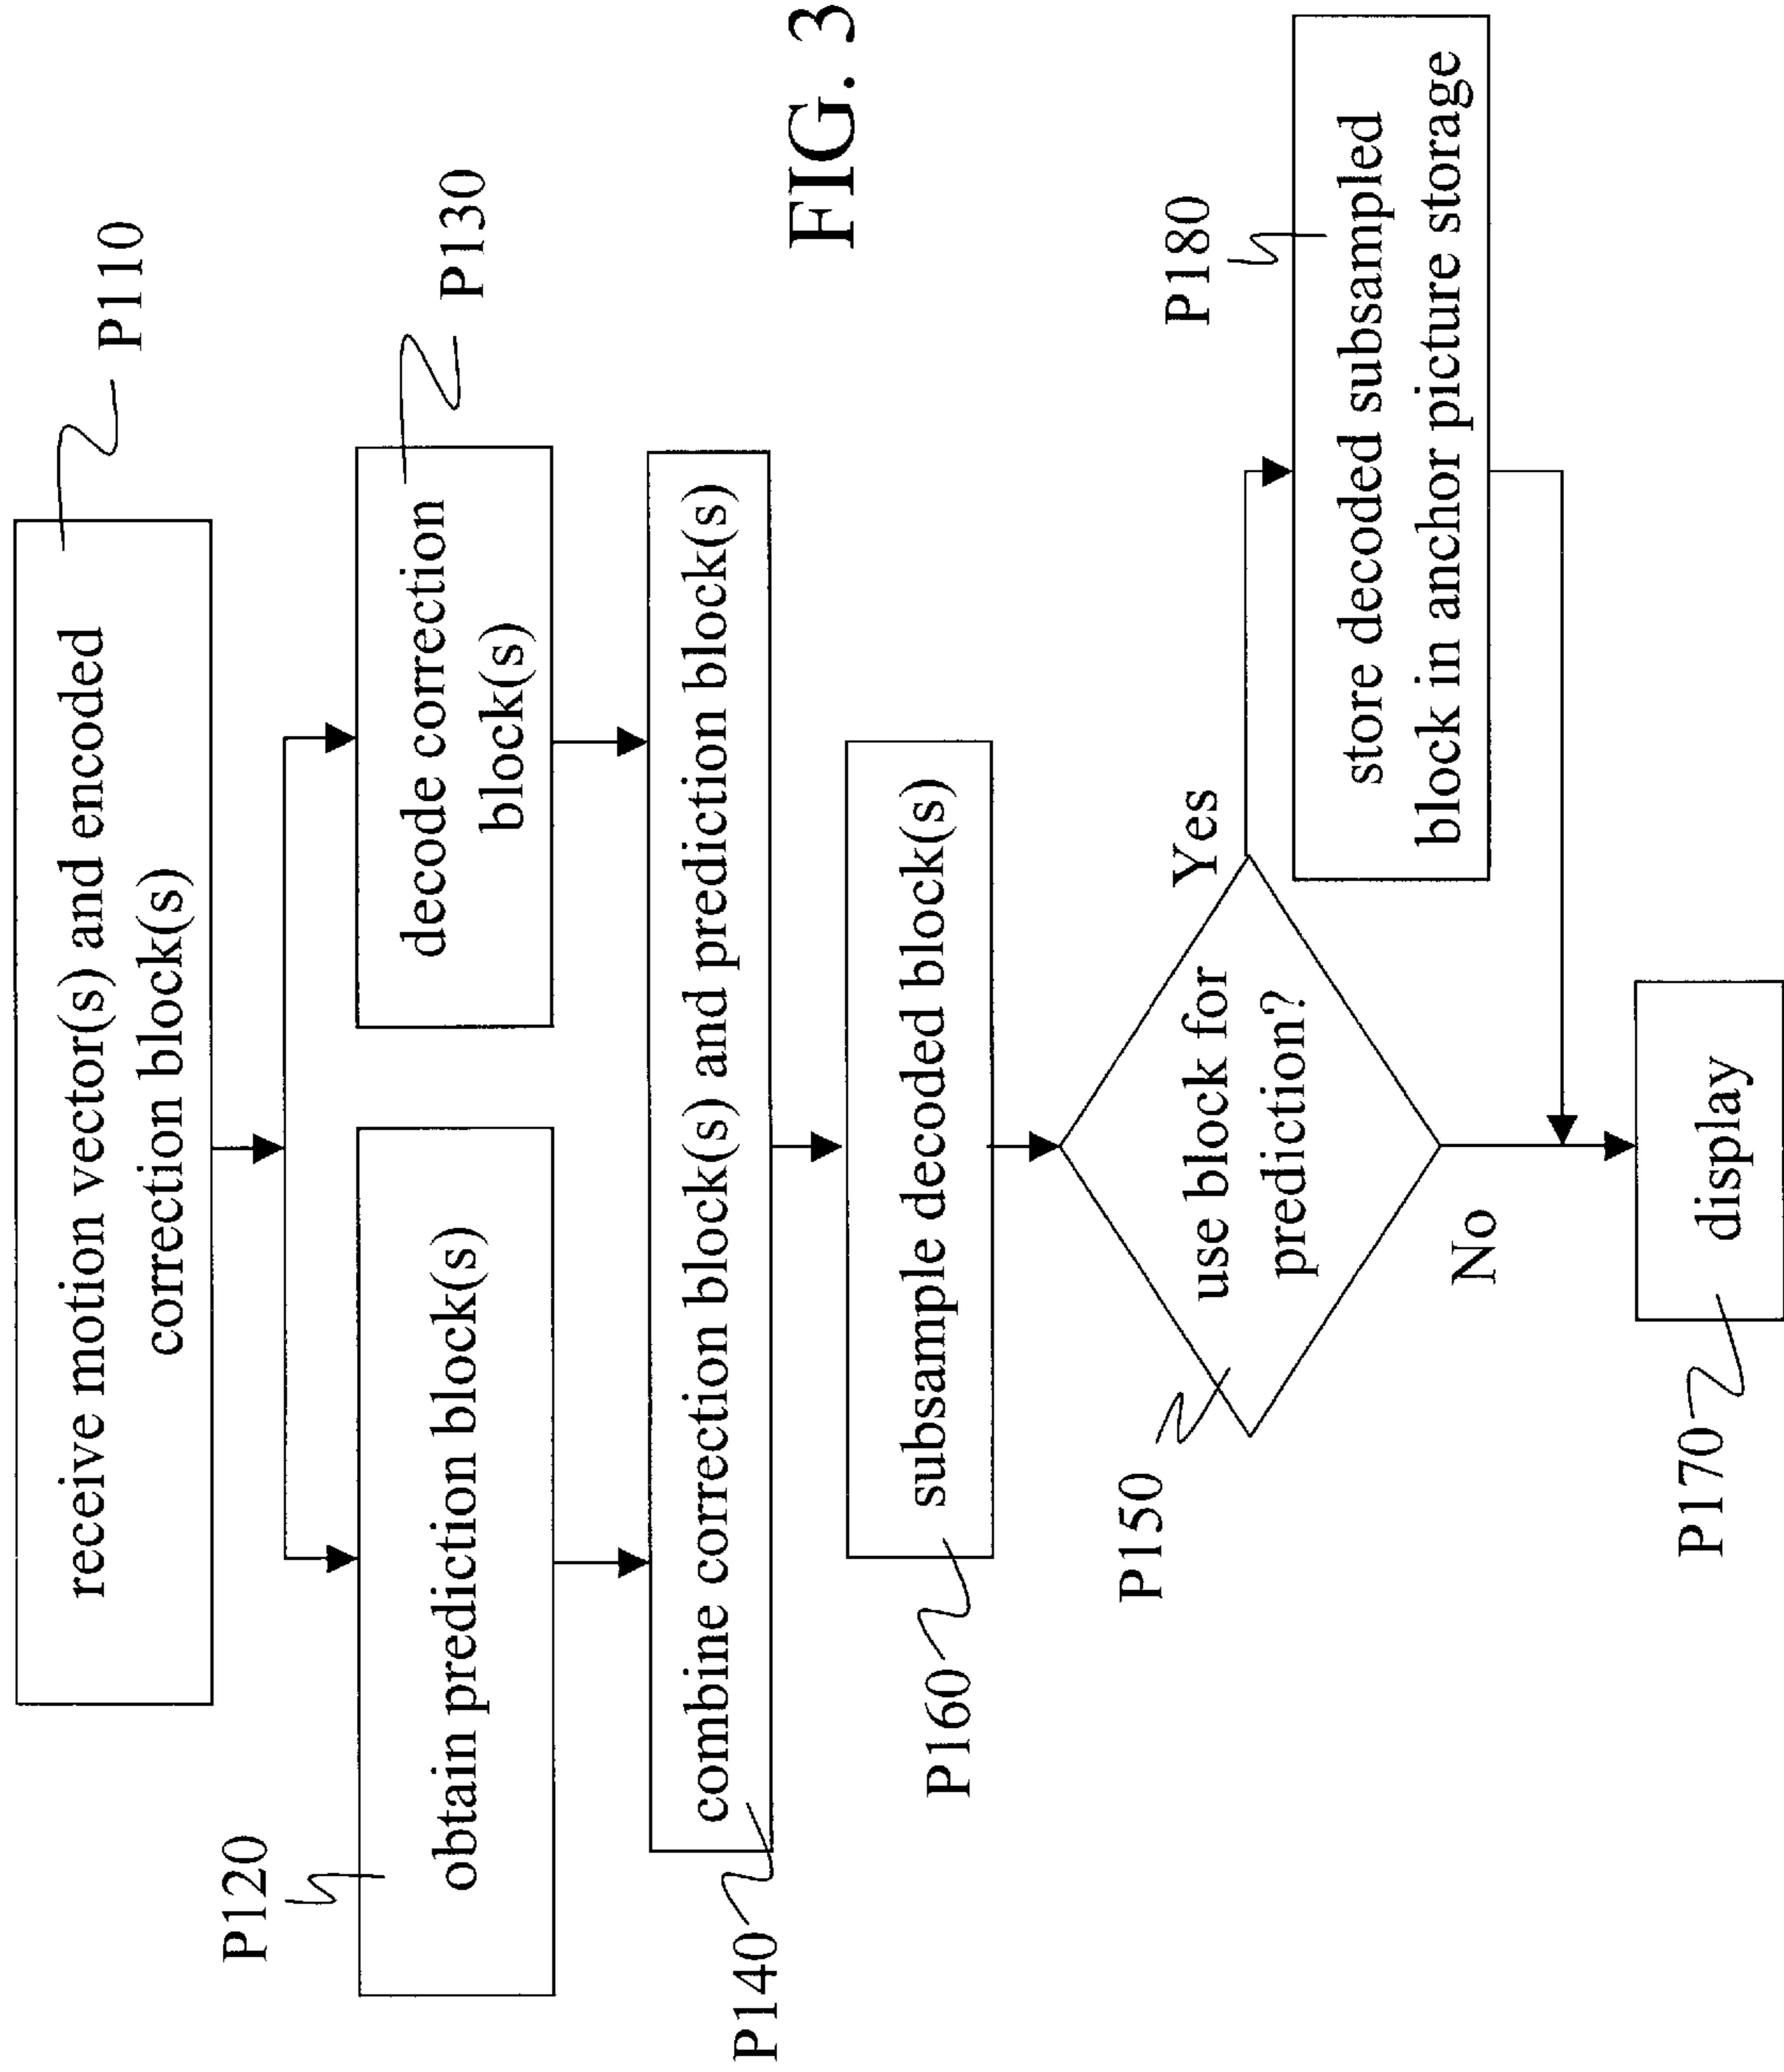 receive motion vector(s) and encoded
correction block(s)
P110
P120
obtain prediction block(s)
decode correction
block(s)
P130
combine correction block(s) and prediction block(s)
P140
subsample decoded block(s)
P160
FIG. 3
use block for
prediction?
P150
Yes
No
P180
store decoded subsampled
block in anchor picture storage
display
P170